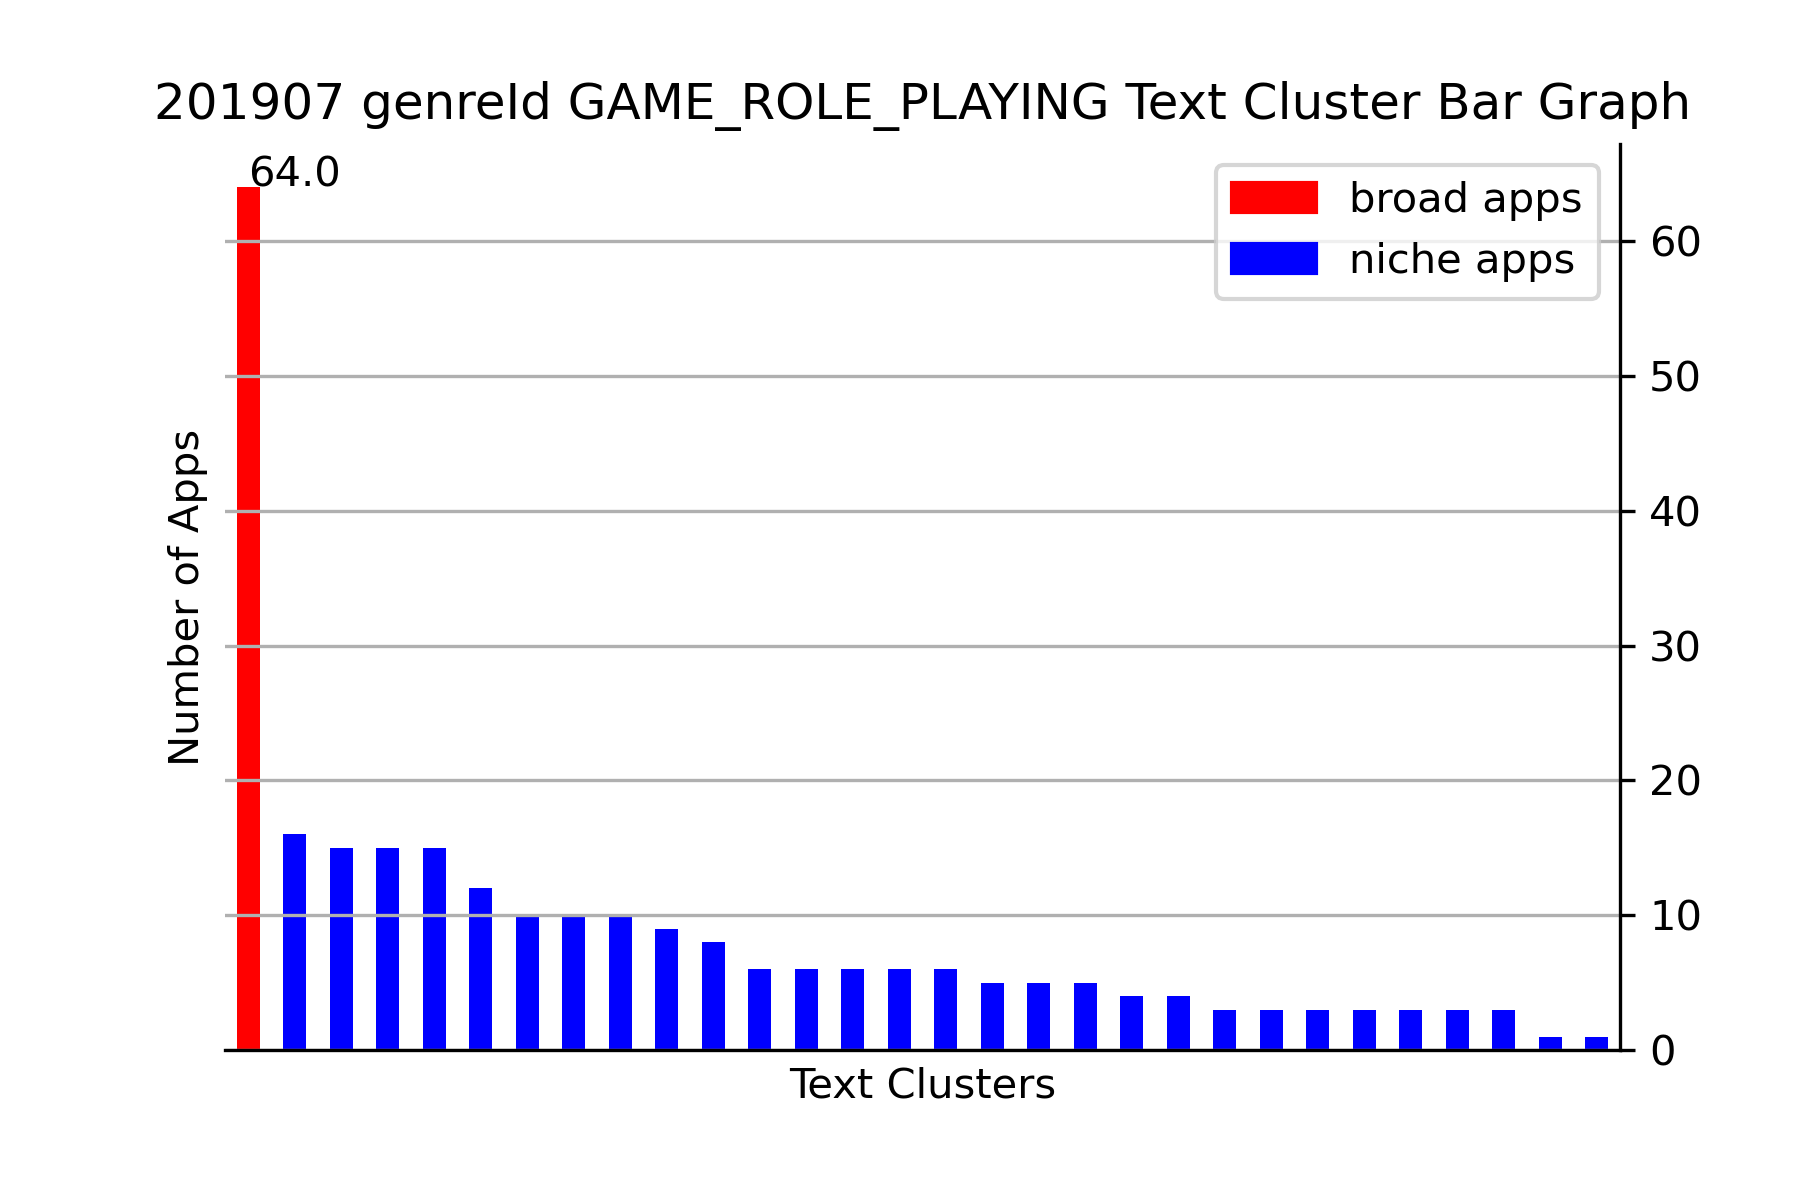 201907 genreId GAME_ROLE_PLAYING Text Cluster Bar Graph
64.0
broad apps
niche apps
60
50
40
30
20
10
0
Number of Apps
Text Clusters